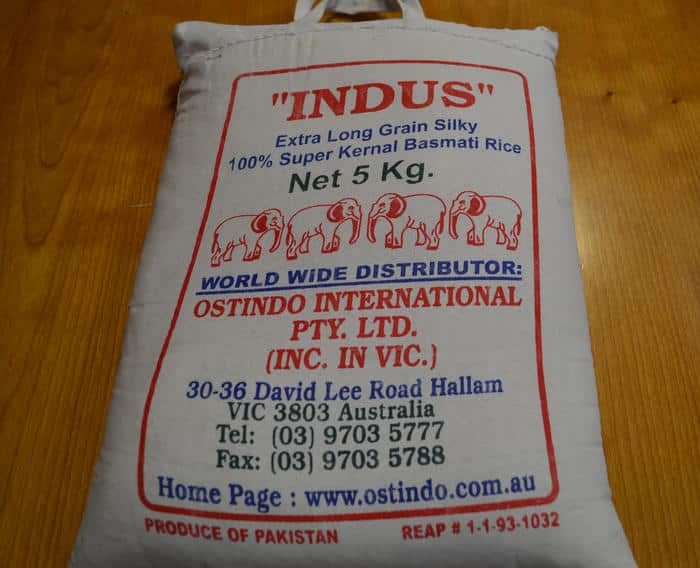 "INDUS"
Extra Long Grain Silky
100% Super Kernal Basmati Rice
Net 5 Kg.
WORLD WIDE DISTRIBUTOR:
OSTINDO INTERNATIONAL
PTY. LTD.
(INC. IN VIC.)
30-36 David Lee Road Hallam
VIC 3803 Australia
Tel: (03) 9703 5777
Fax: (03) 9703 5788
Home Page : www.ostindo.com.au
PRODUCE OF PAKISTAN REAP # 1-1-93-1032